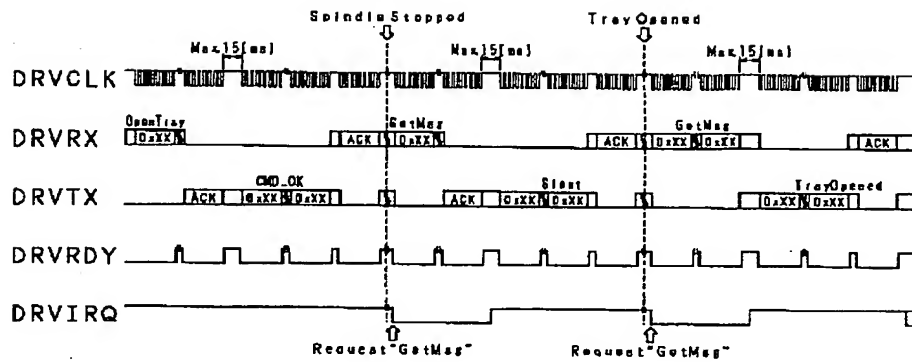 Spindle Stopped
Tray Opened
Max.15[ms]
Max.15[ms]
Max.15[ms]
DRVCLK
OpenTray
GetMsg
GetMsg
DRVRX
0xXX
ACK
0xXX
ACK
0xXX
0xXX
ACK
CMD_OK
TrayOpened
DRVTX
ACK
0xXX
0xXX
ACK
0xXX
0xXX
0xXX
0xXX
DRVRDY
DRVIRQ
Request"GetMsg"
Request"GetMsg"